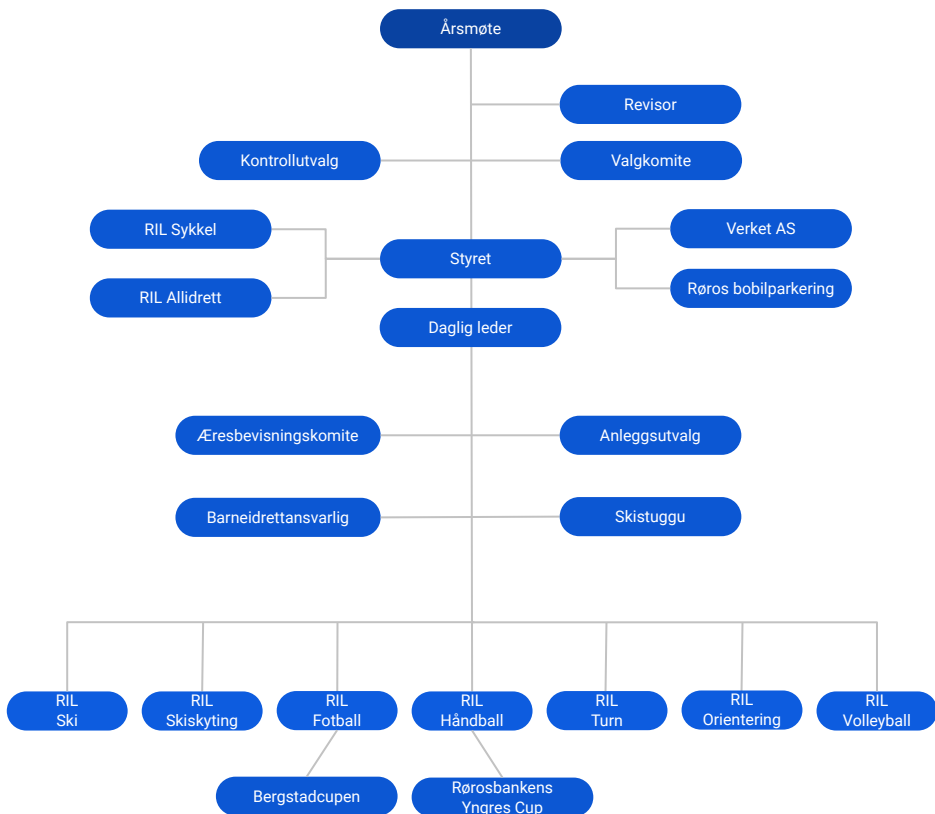 Årsmøte
Revisor
Kontrollutvalg
Valgkomite
RIL Sykkel
Verket AS
Styret
RIL Allidrett
Røros bobilparkering
Daglig leder
Æresbevisningskomite
Anleggsutvalg
Barneidrettansvarlig
Skistuggu
RIL
Ski
RIL
Skiskyting
RIL
Fotball
RIL
Håndball
RIL
Turn
RIL
Orientering
RIL
Volleyball
Bergstadcupen
Rørosbankens
Yngres Cup